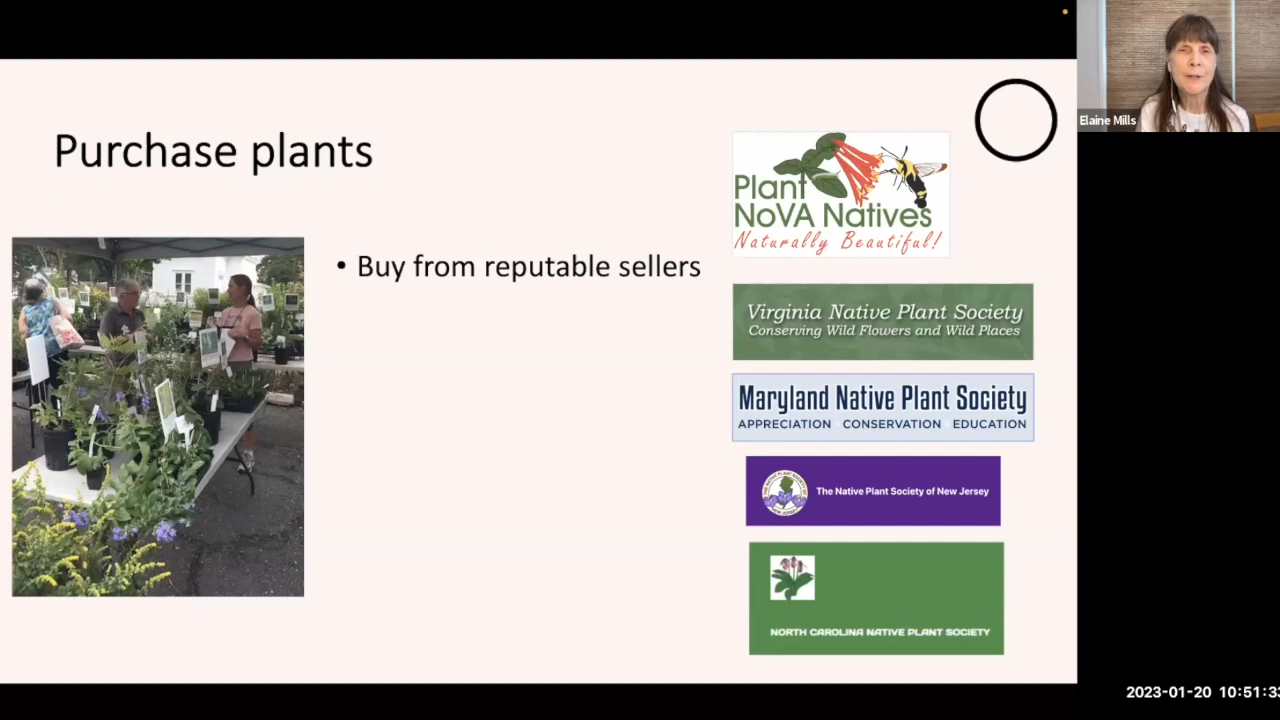 Purchase plants
• Buy from reputable sellers
Plant
NoVA Natives
Naturally Beautiful!
Virginia Native Plant Society
Conserving Wild Flowers and Wild Places
Maryland Native Plant Society
APPRECIATION CONSERVATION EDUCATION
The Native Plant Society of New Jersey
NORTH CAROLINA NATIVE PLANT SOCIETY
Elaine Mills
2023-01-20 10:51:33